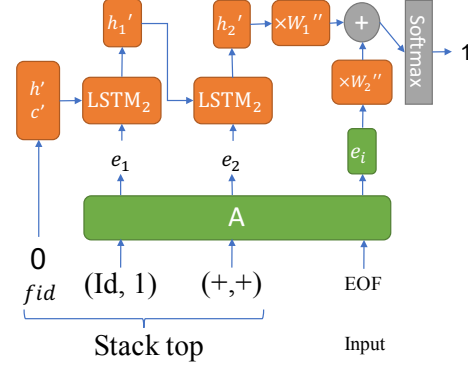 h₁′ h₂′ ×W₁″ + Softmax 1
h′
c′
LSTM₂ LSTM₂ ×W₂″
e₁ e₂ eᵢ
A
0
fid (Id, 1) (+,+) EOF
Stack top Input